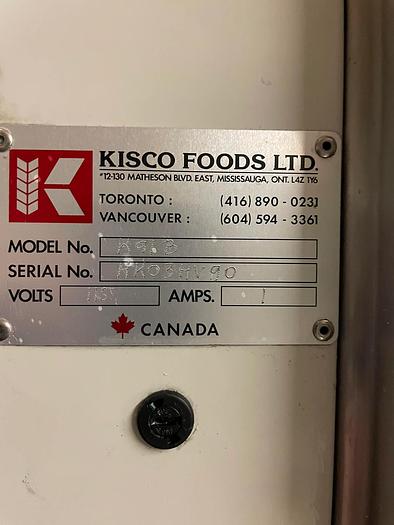 KISCO FOODS LTD.
#12-130 MATHESON BLVD. EAST, MISSISSAUGA, ONT. L4Z 1Y6
TORONTO : (416) 890 - 0231
VANCOUVER : (604) 594 - 3361
MODEL No.
SERIAL No.
VOLTS AMPS. 1
CANADA